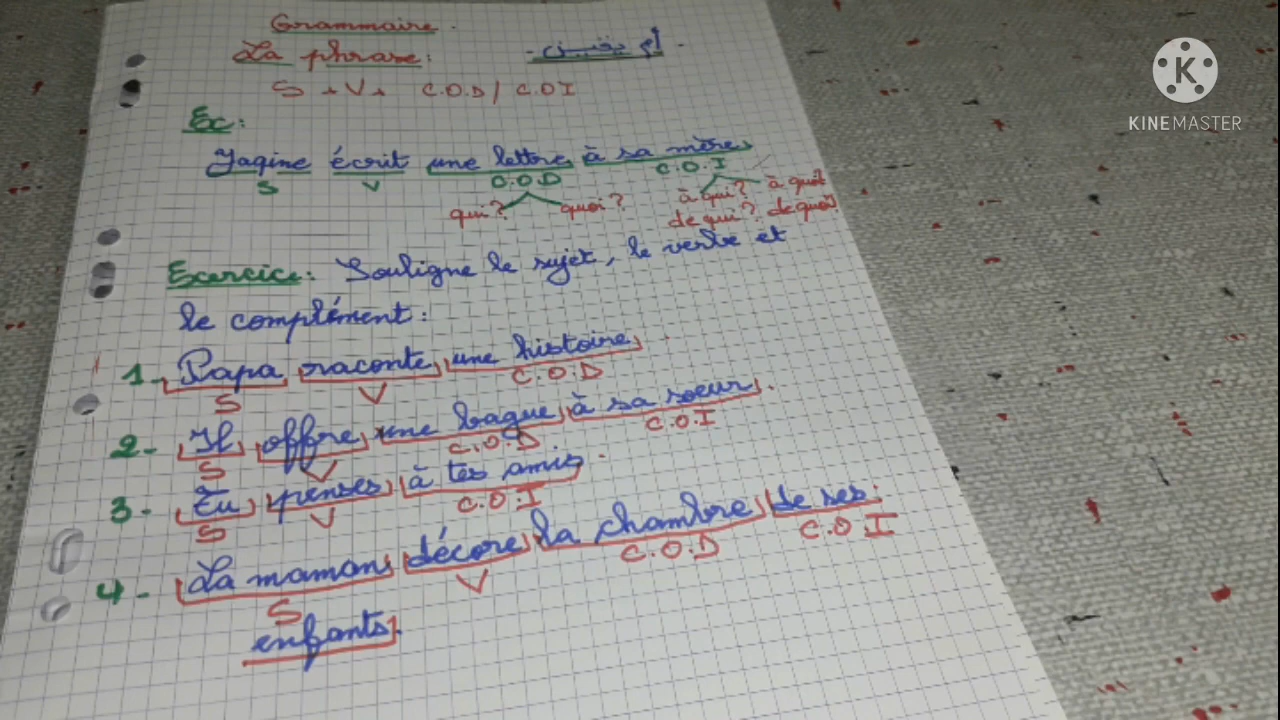 Grammaire.
La phrase:
- أم يقين -
S + V + C.O.D / C.O.I
Ex:
Yaqine écrit une lettre à sa mère
S V C.O.D C.O.I
qui? quoi? à qui? à quoi
de qui? de quoi?
Exercice: Souligne le sujet, le verbe et
le complément:
1- Papa raconte une histoire.
S V C.O.D
2- Il offre une bague à sa soeur.
S V C.O.D C.O.I
3- Tu penses à tes amis.
S V C.O.I
4- La maman décore la chambre de ses
S V C.O.D C.O.I
enfants.
K
KINEMASTER